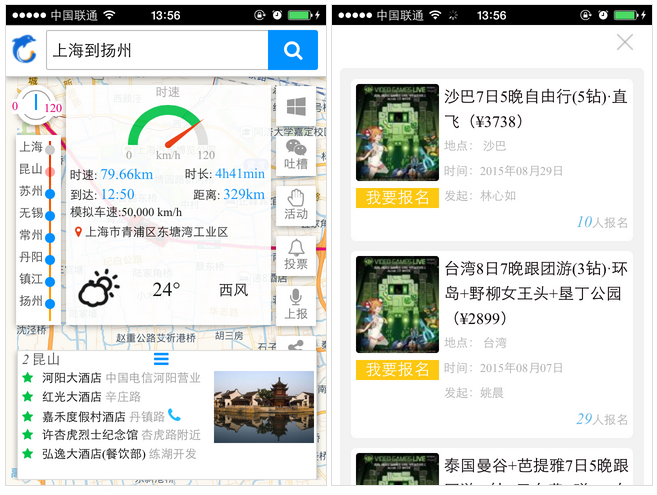 中国联通 13:56
上海到扬州
0 120
时速
0 km/h 120
时速: 79.66km 时长: 4h41min
到达: 12:50 距离: 329km
模拟车速:50,000 km/h
上海市青浦区东塘湾工业区
24° 西风
上海
昆山
苏州
无锡
常州
丹阳
镇江
扬州
吐槽
活动
投票
上报
大学嘉定校
沈泾桥
赵重公路艾祈港桥
胡三房
石子
2 昆山
河阳大酒店 中国电信河阳营业
红光大酒店 辛庄路
嘉禾度假村酒店 丹镇路
许杏虎烈士纪念馆 杏虎路附近
弘逸大酒店(餐饮部) 练湖开发
中国联通 13:56
VIDEO GAMES LIVE
我要报名
沙巴7日5晚自由行(5钻)·直
飞（¥3738）
地点： 沙巴
时间：2015年08月29日
发起：林心如
10人报名
VIDEO GAMES LIVE
我要报名
台湾8日7晚跟团游(3钻)·环
岛+野柳女王头+垦丁公园
（¥2899）
地点： 台湾
时间：2015年08月07日
发起：姚晨
29人报名
VIDEO GAMES LIVE
泰国曼谷+芭提雅7日5晚跟